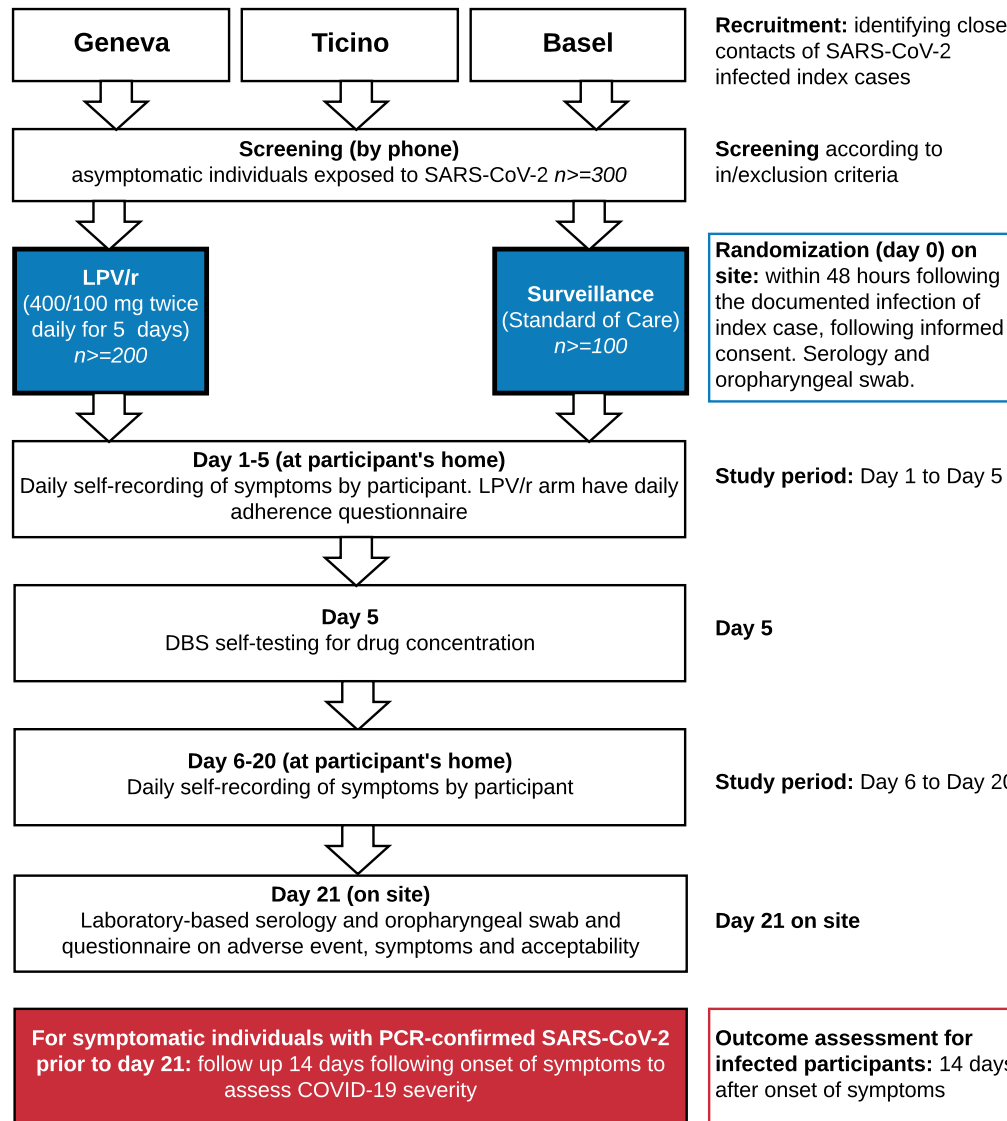 Geneva
Ticino
Basel
Recruitment: identifying close
contacts of SARS-CoV-2
infected index cases
Screening (by phone)
asymptomatic individuals exposed to SARS-CoV-2 n>=300
Screening according to
in/exclusion criteria
LPV/r
(400/100 mg twice
daily for 5 days)
n>=200
Surveillance
(Standard of Care)
n>=100
Randomization (day 0) on
site: within 48 hours following
the documented infection of
index case, following informed
consent. Serology and
oropharyngeal swab.
Day 1-5 (at participant's home)
Daily self-recording of symptoms by participant. LPV/r arm have daily
adherence questionnaire
Study period: Day 1 to Day 5
Day 5
DBS self-testing for drug concentration
Day 5
Day 6-20 (at participant's home)
Daily self-recording of symptoms by participant
Study period: Day 6 to Day 20
Day 21 (on site)
Laboratory-based serology and oropharyngeal swab and
questionnaire on adverse event, symptoms and acceptability
Day 21 on site
For symptomatic individuals with PCR-confirmed SARS-CoV-2
prior to day 21: follow up 14 days following onset of symptoms to
assess COVID-19 severity
Outcome assessment for
infected participants: 14 days
after onset of symptoms